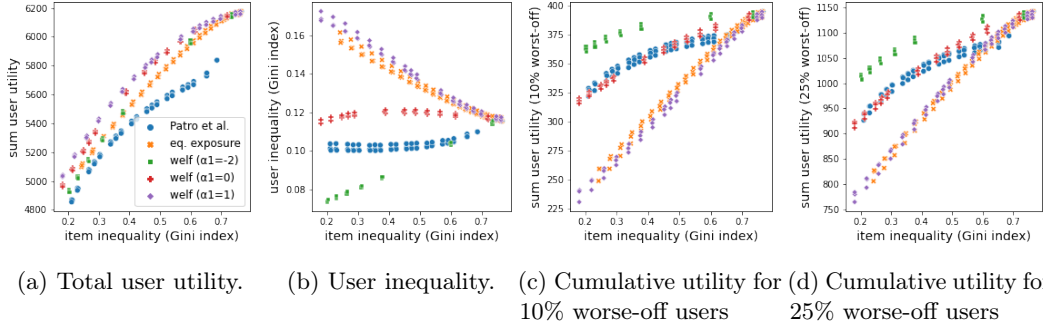 6200
6000
5800
5600
5400
5200
5000
4800
sum user utility
Patro et al.
eq. exposure
welf (α1=-2)
welf (α1=0)
welf (α1=1)
0.2 0.3 0.4 0.5 0.6 0.7
item inequality (Gini index)
0.16
0.14
0.12
0.10
0.08
user inequality (Gini index)
0.2 0.3 0.4 0.5 0.6 0.7
item inequality (Gini index)
400
375
350
325
300
275
250
225
sum user utility (10% worst-off)
0.2 0.3 0.4 0.5 0.6 0.7
item inequality (Gini index)
1150
1100
1050
1000
950
900
850
800
750
sum user utility (25% worst-off)
0.2 0.3 0.4 0.5 0.6 0.7
item inequality (Gini index)
(a) Total user utility.
(b) User inequality.
(c) Cumulative utility for
10% worse-off users
(d) Cumulative utility fo
25% worse-off users